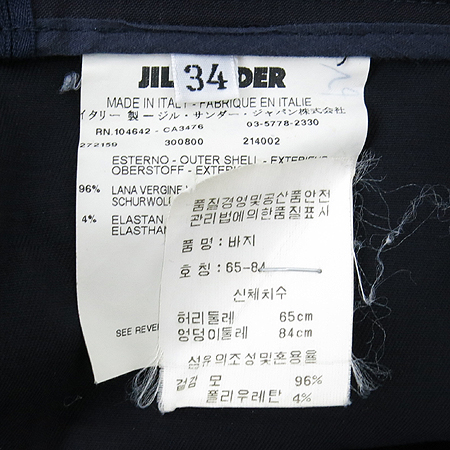 JIL
34
DER
MADE IN ITALY - FABRIQUE EN ITALIE
イタリー 製 ージル・サンダー・ジャパン株式会社
RN.104642 - CA3476 03-5778-2330
272159 300800 214002
ESTERNO - OUTER SHELL - EXTERIEUR
OBERSTOFF -
96% LANA VERGINE
SCHURWOL
4% ELASTAN
ELASTHAN
SEE REVER
품질경영및공산품안전
관리법에의한품질표시
품 명 : 바지
호 칭 : 65-84
신체치수
허리둘레 65cm
엉덩이둘레 84cm
섬유의조성및혼용율
겉감 모 96%
폴리우레탄 4%